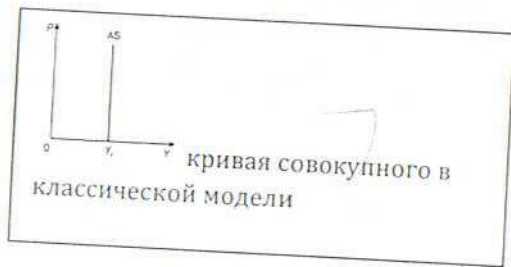 P
AS
0
Y
кривая совокупного в
классической модели